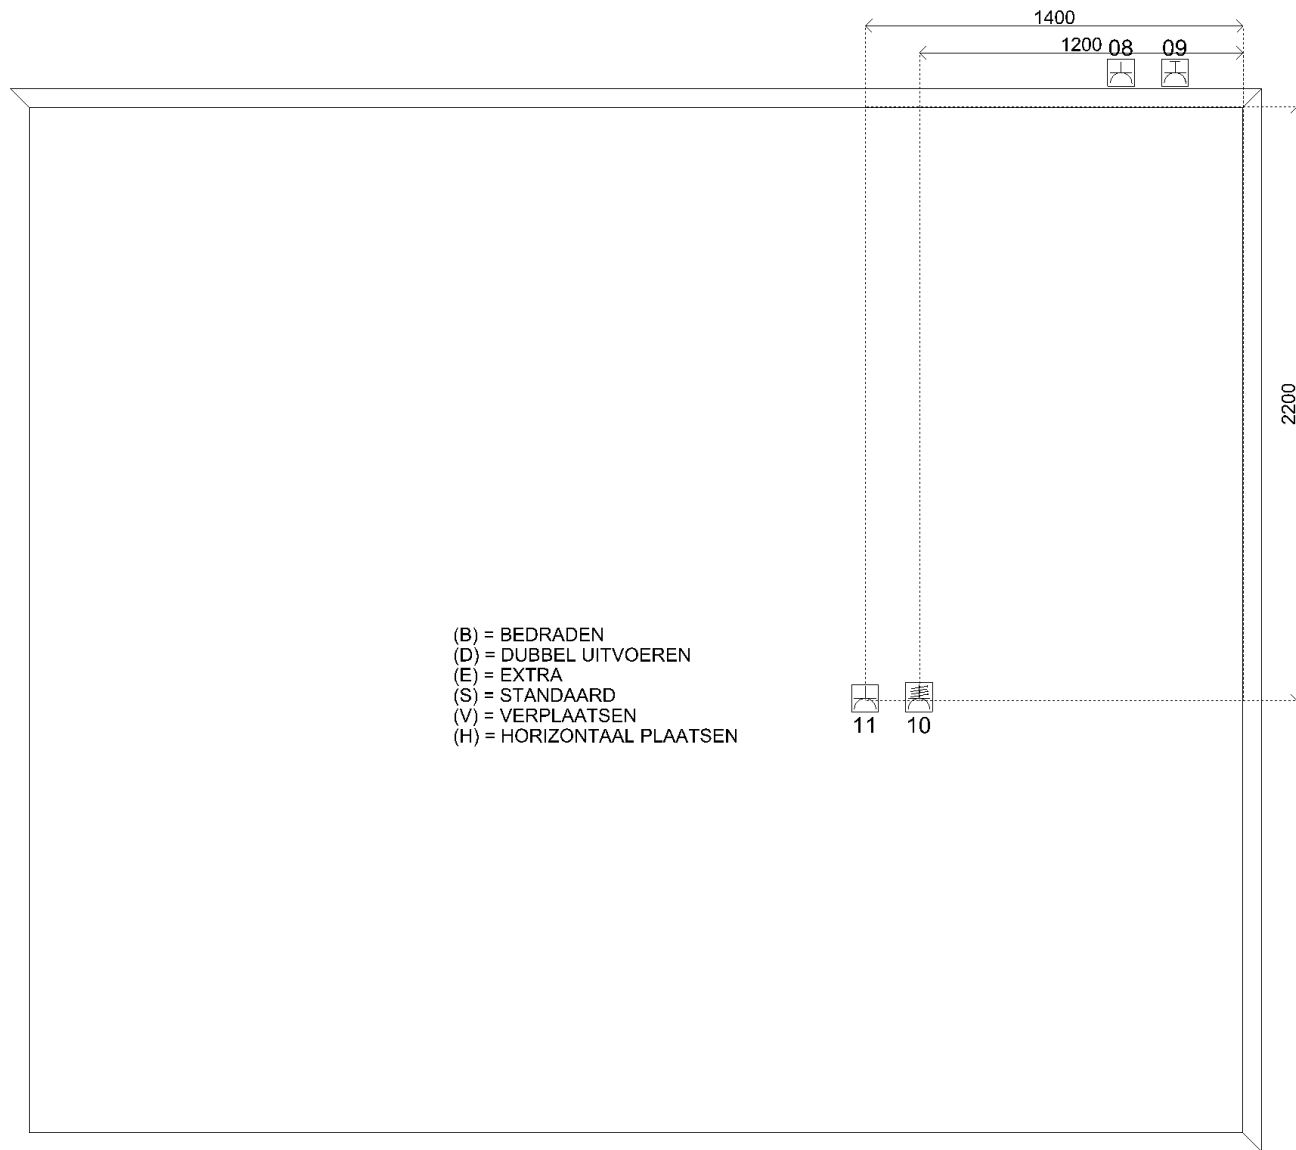 1400
1200 08 09
2200
(B) = BEDRADEN
(D) = DUBBEL UITVOEREN
(E) = EXTRA
(S) = STANDAARD
(V) = VERPLAATSEN
(H) = HORIZONTAAL PLAATSEN
11 10